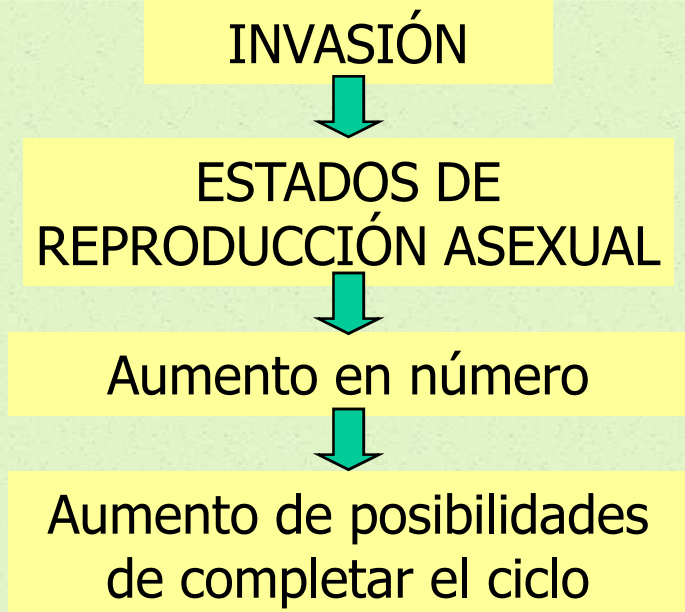 INVASIÓN
ESTADOS DE
REPRODUCCIÓN ASEXUAL
Aumento en número
Aumento de posibilidades
de completar el ciclo